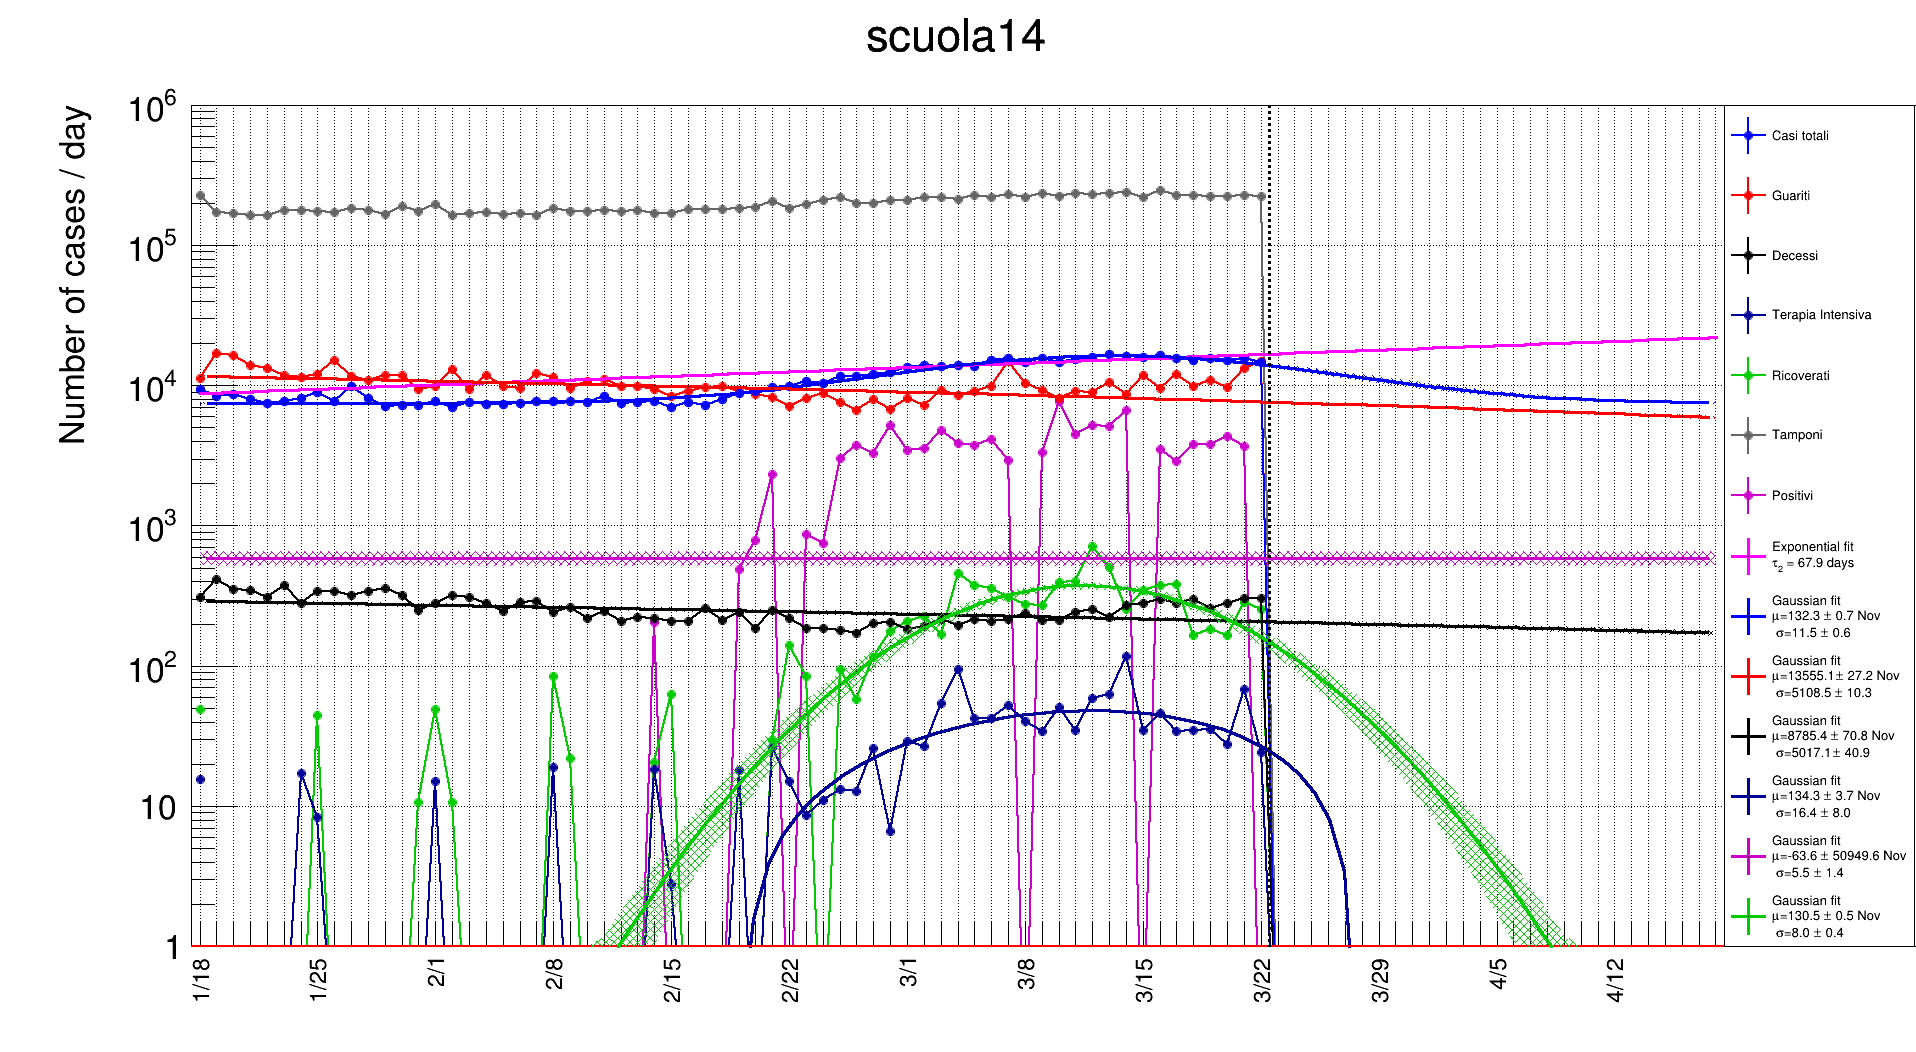 scuola14
Number of cases / day
10^6
10^5
10^4
10^3
10^2
10
1
1/18
1/25
2/1
2/8
2/15
2/22
3/1
3/8
3/15
3/22
3/29
4/5
4/12
Casi totali
Guariti
Decessi
Terapia Intensiva
Ricoverati
Tamponi
Positivi
Exponential fit
τ₂ = 67.9 days
Gaussian fit
μ=132.3 ± 0.7 Nov
σ=11.5 ± 0.6
Gaussian fit
μ=13555.1± 27.2 Nov
σ=5108.5 ± 10.3
Gaussian fit
μ=8785.4 ± 70.8 Nov
σ=5017.1± 40.9
Gaussian fit
μ=134.3 ± 3.7 Nov
σ=16.4 ± 8.0
Gaussian fit
μ=-63.6 ± 50949.6 Nov
σ=5.5 ± 1.4
Gaussian fit
μ=130.5 ± 0.5 Nov
σ=8.0 ± 0.4